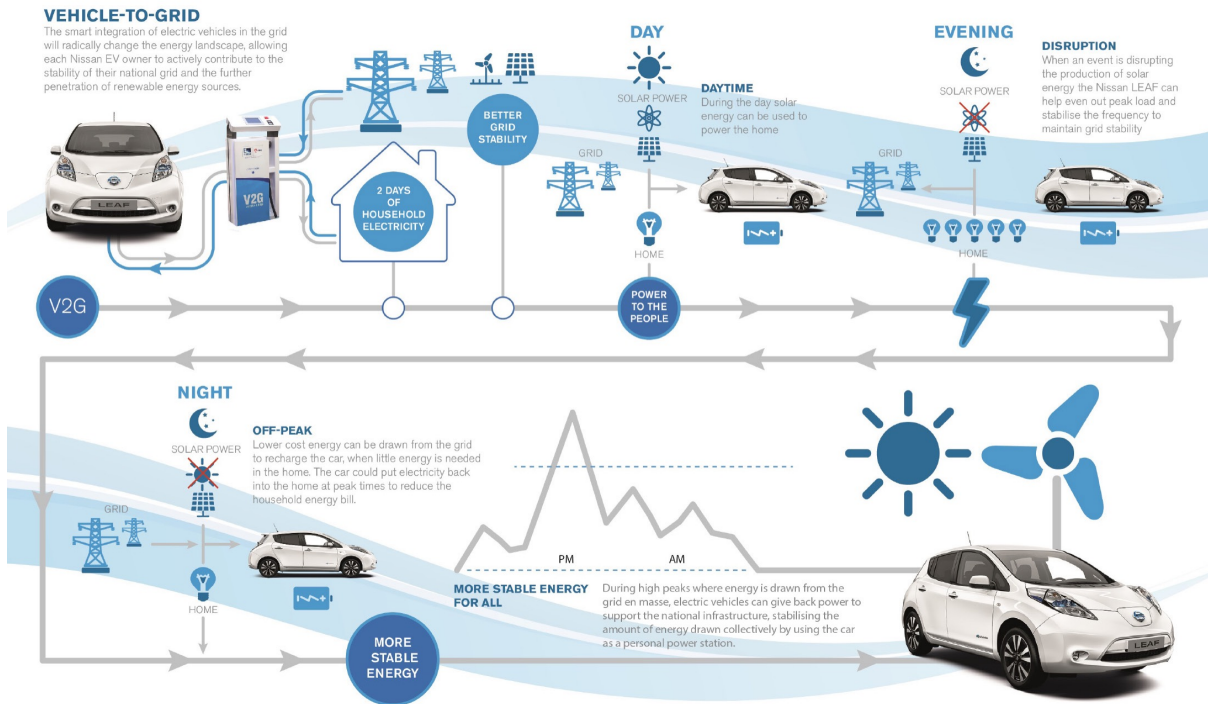 VEHICLE-TO-GRID
The smart integration of electric vehicles in the grid
will radically change the energy landscape, allowing
each Nissan EV owner to actively contribute to the
stability of their national grid and the further
penetration of renewable energy sources.
LEAF
V2G
2 DAYS
OF
HOUSEHOLD
ELECTRICITY
BETTER
GRID
STABILITY
DAY
SOLAR POWER
DAYTIME
During the day solar
energy can be used to
power the home
GRID
HOME
EVENING
SOLAR POWER
DISRUPTION
When an event is disrupting
the production of solar
energy the Nissan LEAF can
help even out peak load and
stabilise the frequency to
maintain grid stability
GRID
HOME
V2G
POWER
TO THE
PEOPLE
NIGHT
SOLAR POWER
OFF-PEAK
Lower cost energy can be drawn from the grid
to recharge the car, when little energy is needed
in the home. The car could put electricity back
into the home at peak times to reduce the
household energy bill.
GRID
HOME
PM
AM
MORE STABLE ENERGY
FOR ALL
During high peaks where energy is drawn from the
grid en masse, electric vehicles can give back power to
support the national infrastructure, stabilising the
amount of energy drawn collectively by using the car
as a personal power station.
MORE
STABLE
ENERGY
LEAF